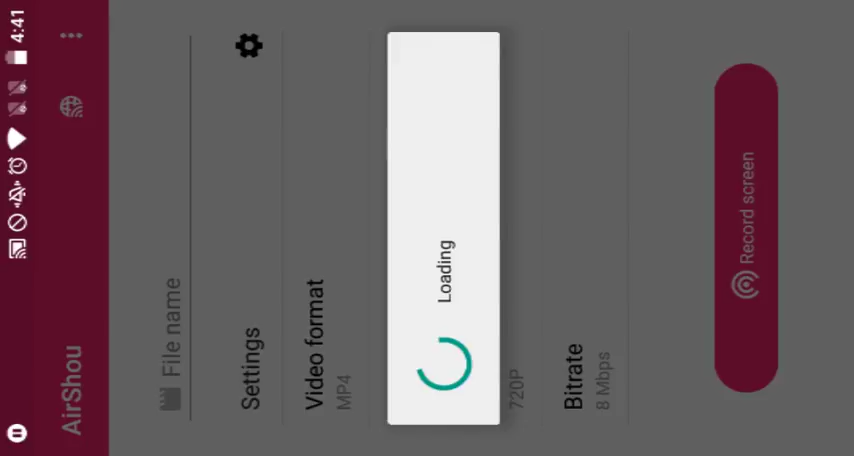 4:41
AirShou
File name
Settings
Video format
MP4
Loading
720P
Bitrate
8 Mbps
Record screen